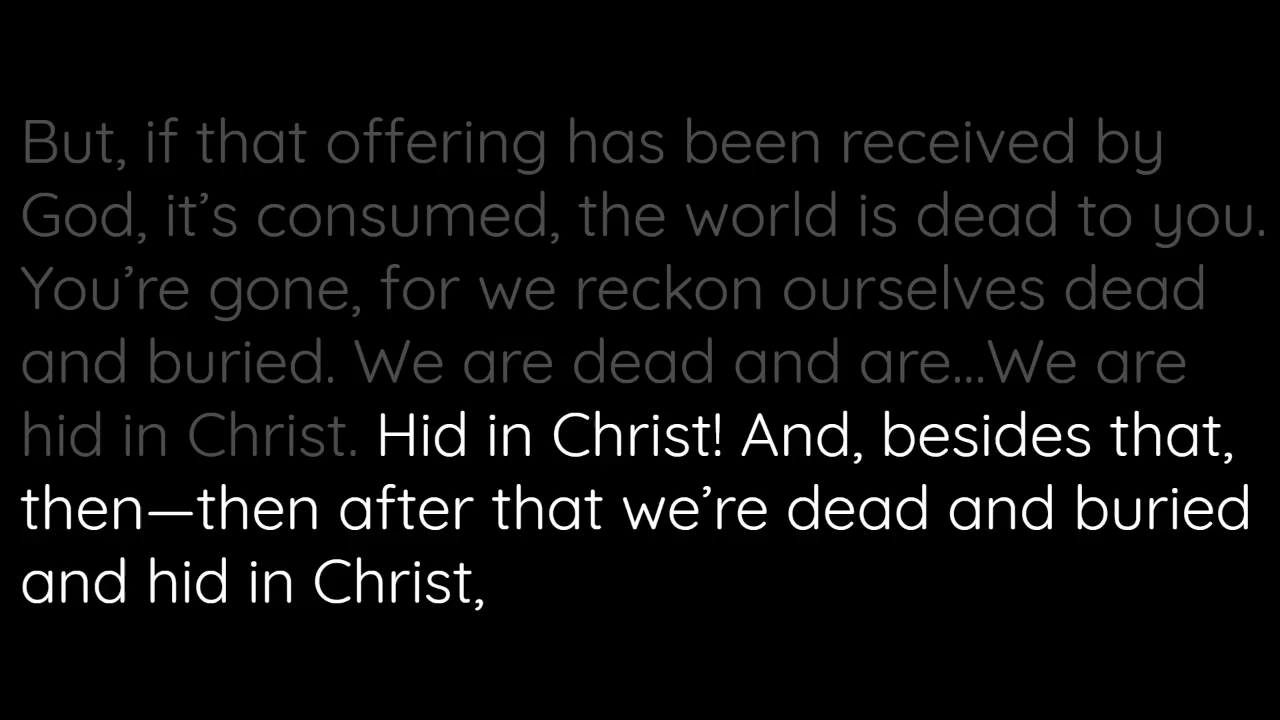 But, if that offering has been received by
God, it’s consumed, the world is dead to you.
You’re gone, for we reckon ourselves dead
and buried. We are dead and are...We are
hid in Christ. Hid in Christ! And, besides that,
then—then after that we’re dead and buried
and hid in Christ,